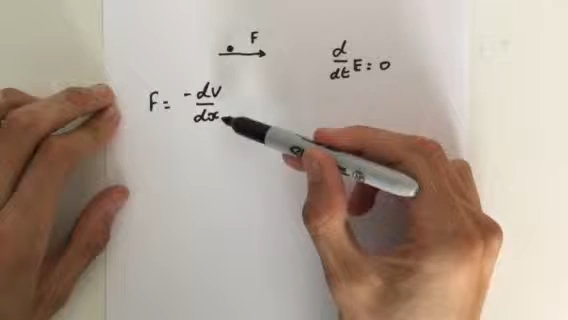 F
d/dt E = 0
F = -dV/dx